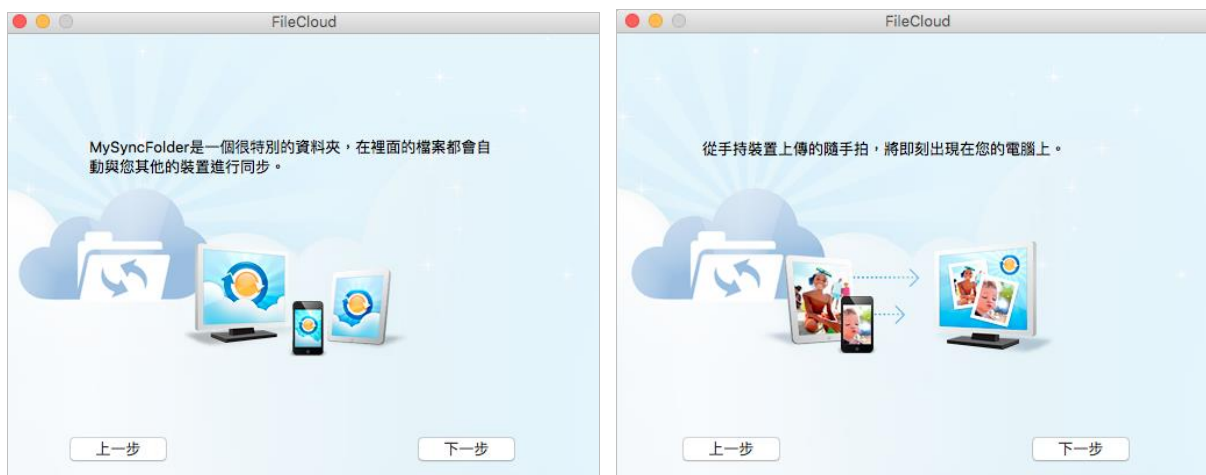 FileCloud
MySyncFolder是一個很特別的資料夾，在裡面的檔案都會自
動與您其他的裝置進行同步。
上一步
下一步
FileCloud
從手持裝置上傳的隨手拍，將即刻出現在您的電腦上。
上一步
下一步